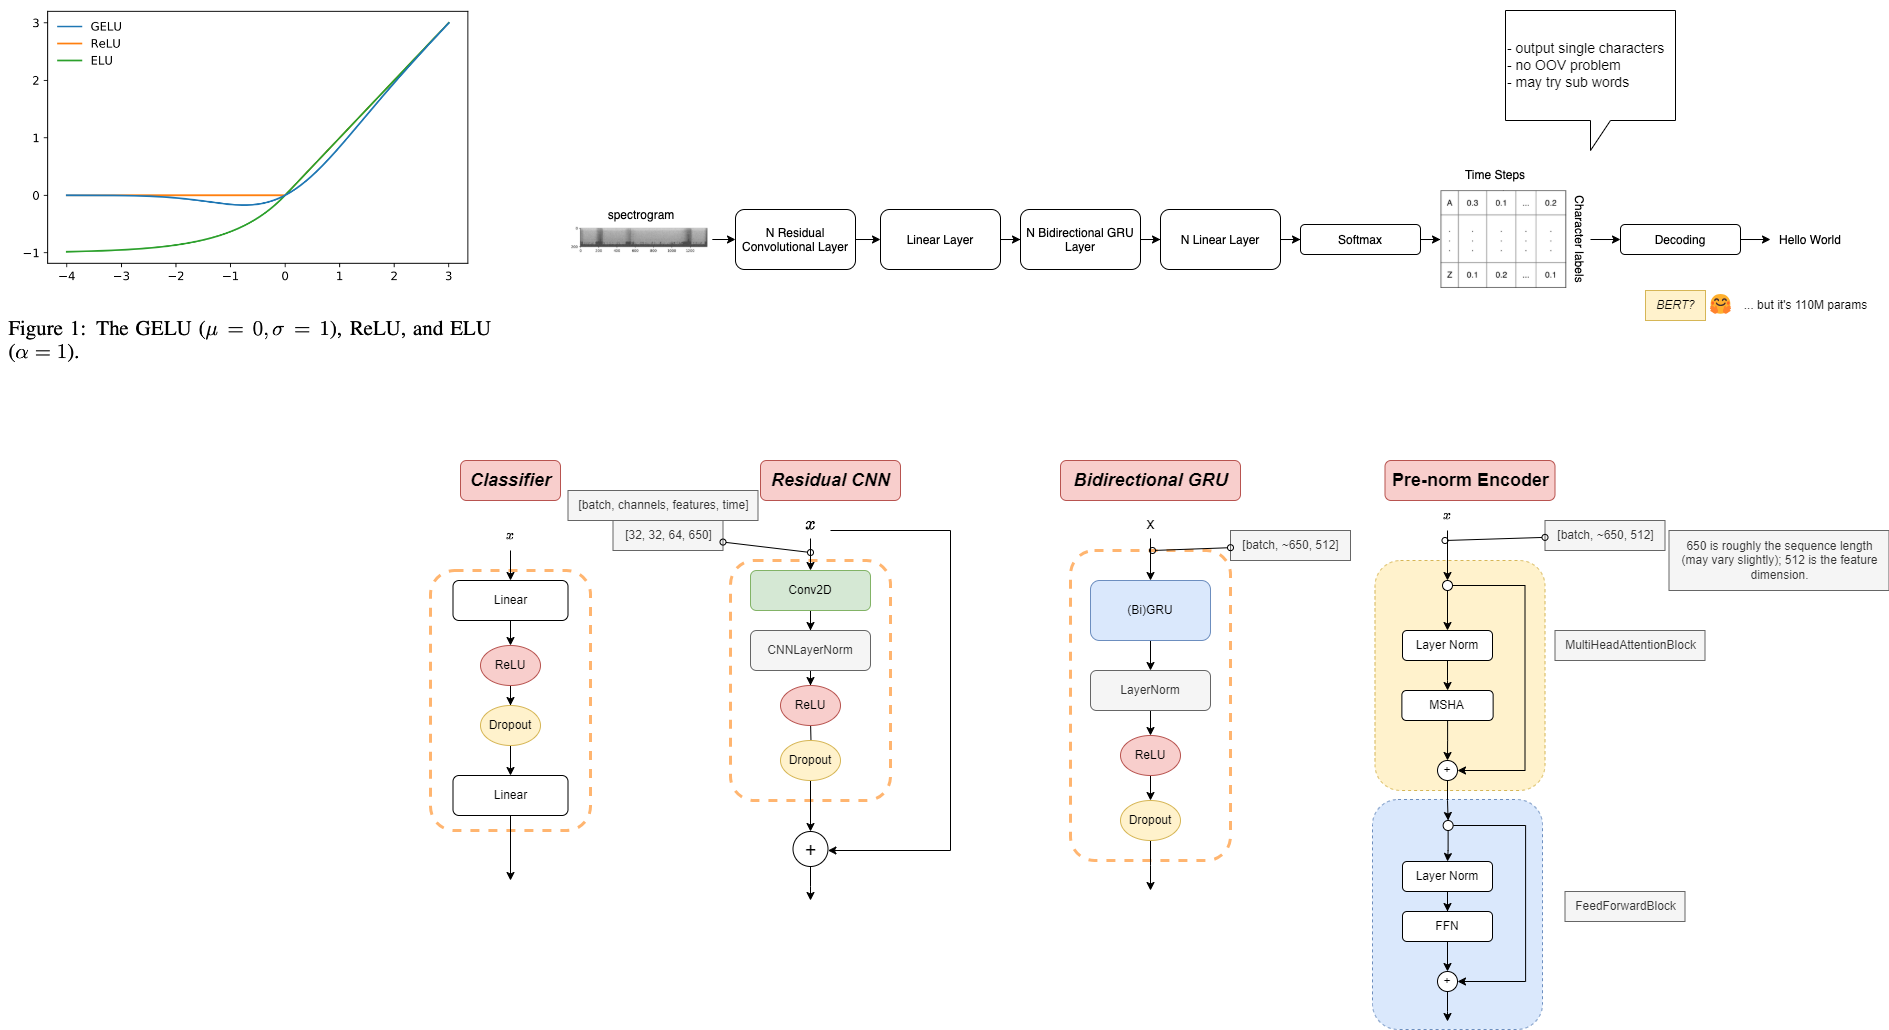 3
2
1
0
−1
−4
−3
−2
−1
0
1
2
3
GELU
ReLU
ELU
Figure 1: The GELU (μ = 0, σ = 1), ReLU, and ELU
(α = 1).
- output single characters
- no OOV problem
- may try sub words
spectrogram
N Residual
Convolutional Layer
Linear Layer
N Bidirectional GRU
Layer
N Linear Layer
Softmax
Time Steps
A 0.3 0.1 ... 0.2
. . . .
. . . .
. . . .
Z 0.1 0.2 ... 0.1
Character labels
Decoding
Hello World
BERT?
... but it's 110M params
Classifier
x
Linear
ReLU
Dropout
Linear
Residual CNN
[batch, channels, features, time]
[32, 32, 64, 650]
x
Conv2D
CNNLayerNorm
ReLU
Dropout
+
Bidirectional GRU
X
[batch, ~650, 512]
(Bi)GRU
LayerNorm
ReLU
Dropout
Pre-norm Encoder
x
[batch, ~650, 512]
650 is roughly the sequence length
(may vary slightly); 512 is the feature
dimension.
Layer Norm
MSHA
+
MultiHeadAttentionBlock
Layer Norm
FFN
+
FeedForwardBlock